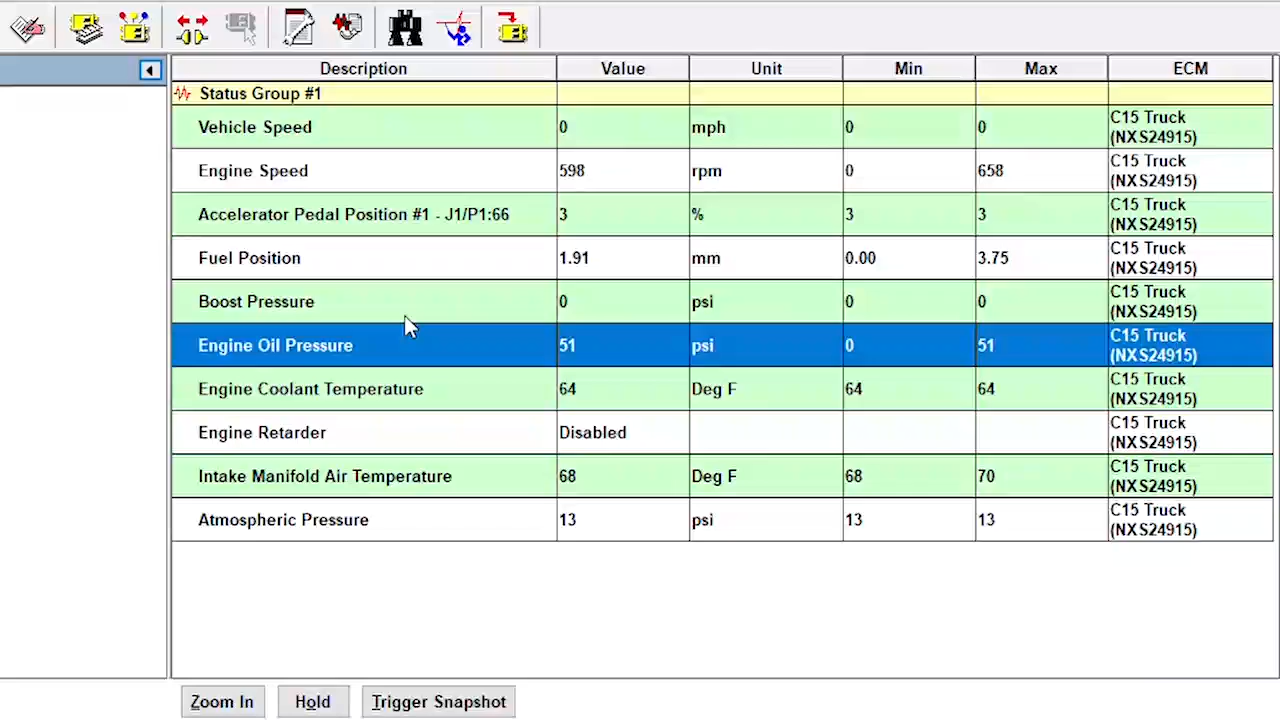 Description Value Unit Min Max ECM
Status Group #1
Vehicle Speed 0 mph 0 0 C15 Truck
(NXS24915)
Engine Speed 598 rpm 0 658 C15 Truck
(NXS24915)
Accelerator Pedal Position #1 - J1/P1:66 3 % 3 3 C15 Truck
(NXS24915)
Fuel Position 1.91 mm 0.00 3.75 C15 Truck
(NXS24915)
Boost Pressure 0 psi 0 0 C15 Truck
(NXS24915)
Engine Oil Pressure 51 psi 0 51 C15 Truck
(NXS24915)
Engine Coolant Temperature 64 Deg F 64 64 C15 Truck
(NXS24915)
Engine Retarder Disabled C15 Truck
(NXS24915)
Intake Manifold Air Temperature 68 Deg F 68 70 C15 Truck
(NXS24915)
Atmospheric Pressure 13 psi 13 13 C15 Truck
(NXS24915)
Zoom In Hold Trigger Snapshot